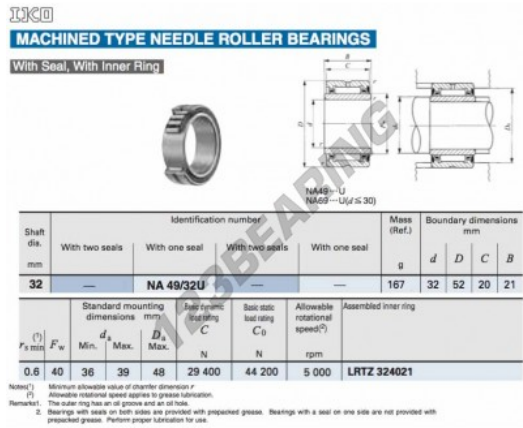 IKO
MACHINED TYPE NEEDLE ROLLER BEARINGS
With Seal, With Inner Ring
B
C
r
r
D
d
Fw
da
Da
NA49···U
NA69···U(d≦30)
123BEARING
Shaft dia. mm
Identification number
Mass (Ref.) g
Boundary dimensions mm
With two seals
With one seal
With two seals
With one seal
d D C B
32 — NA 49/32U — — 167 32 52 20 21
rs min (1)
Fw
Standard mounting dimensions mm
da
Min. Max.
Da
Max.
Basic dynamic load rating
C
N
Basic static load rating
C0
N
Allowable rotational speed(2)
rpm
Assembled inner ring
0.6 40 36 39 48 29 400 44 200 5 000 LRTZ 324021
Notes(1) Minimum allowable value of chamfer dimension r
(2) Allowable rotational speed applies to grease lubrication.
Remarks1. The outer ring has an oil groove and an oil hole.
2. Bearings with seals on both sides are provided with prepacked grease. Bearings with a seal on one side are not provided with
prepacked grease. Perform proper lubrication for use.